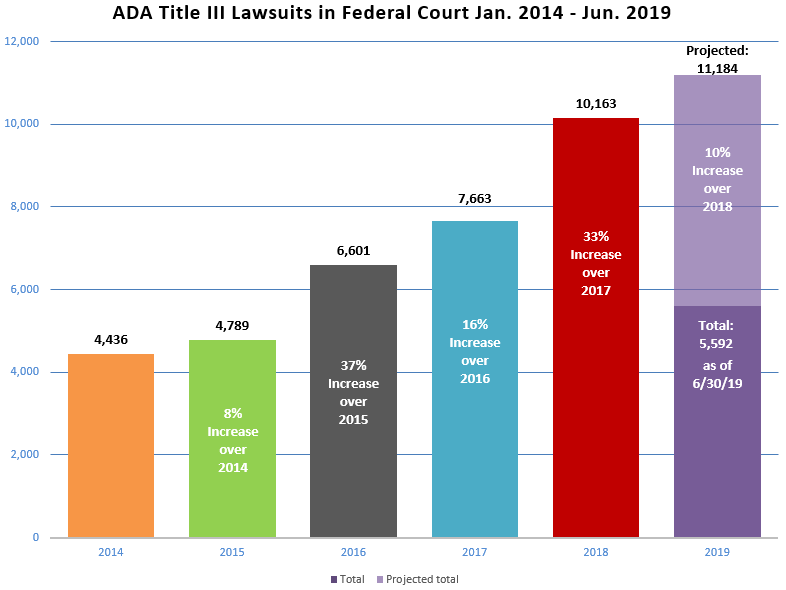 ADA Title III Lawsuits in Federal Court Jan. 2014 - Jun. 2019
12,000
10,000
8,000
6,000
4,000
2,000
0
4,436
4,789
8%
Increase
over
2014
6,601
37%
Increase
over
2015
7,663
16%
Increase
over
2016
10,163
33%
Increase
over
2017
Projected:
11,184
10%
Increase
over
2018
Total:
5,592
as of
6/30/19
2014
2015
2016
2017
2018
2019
Total
Projected total